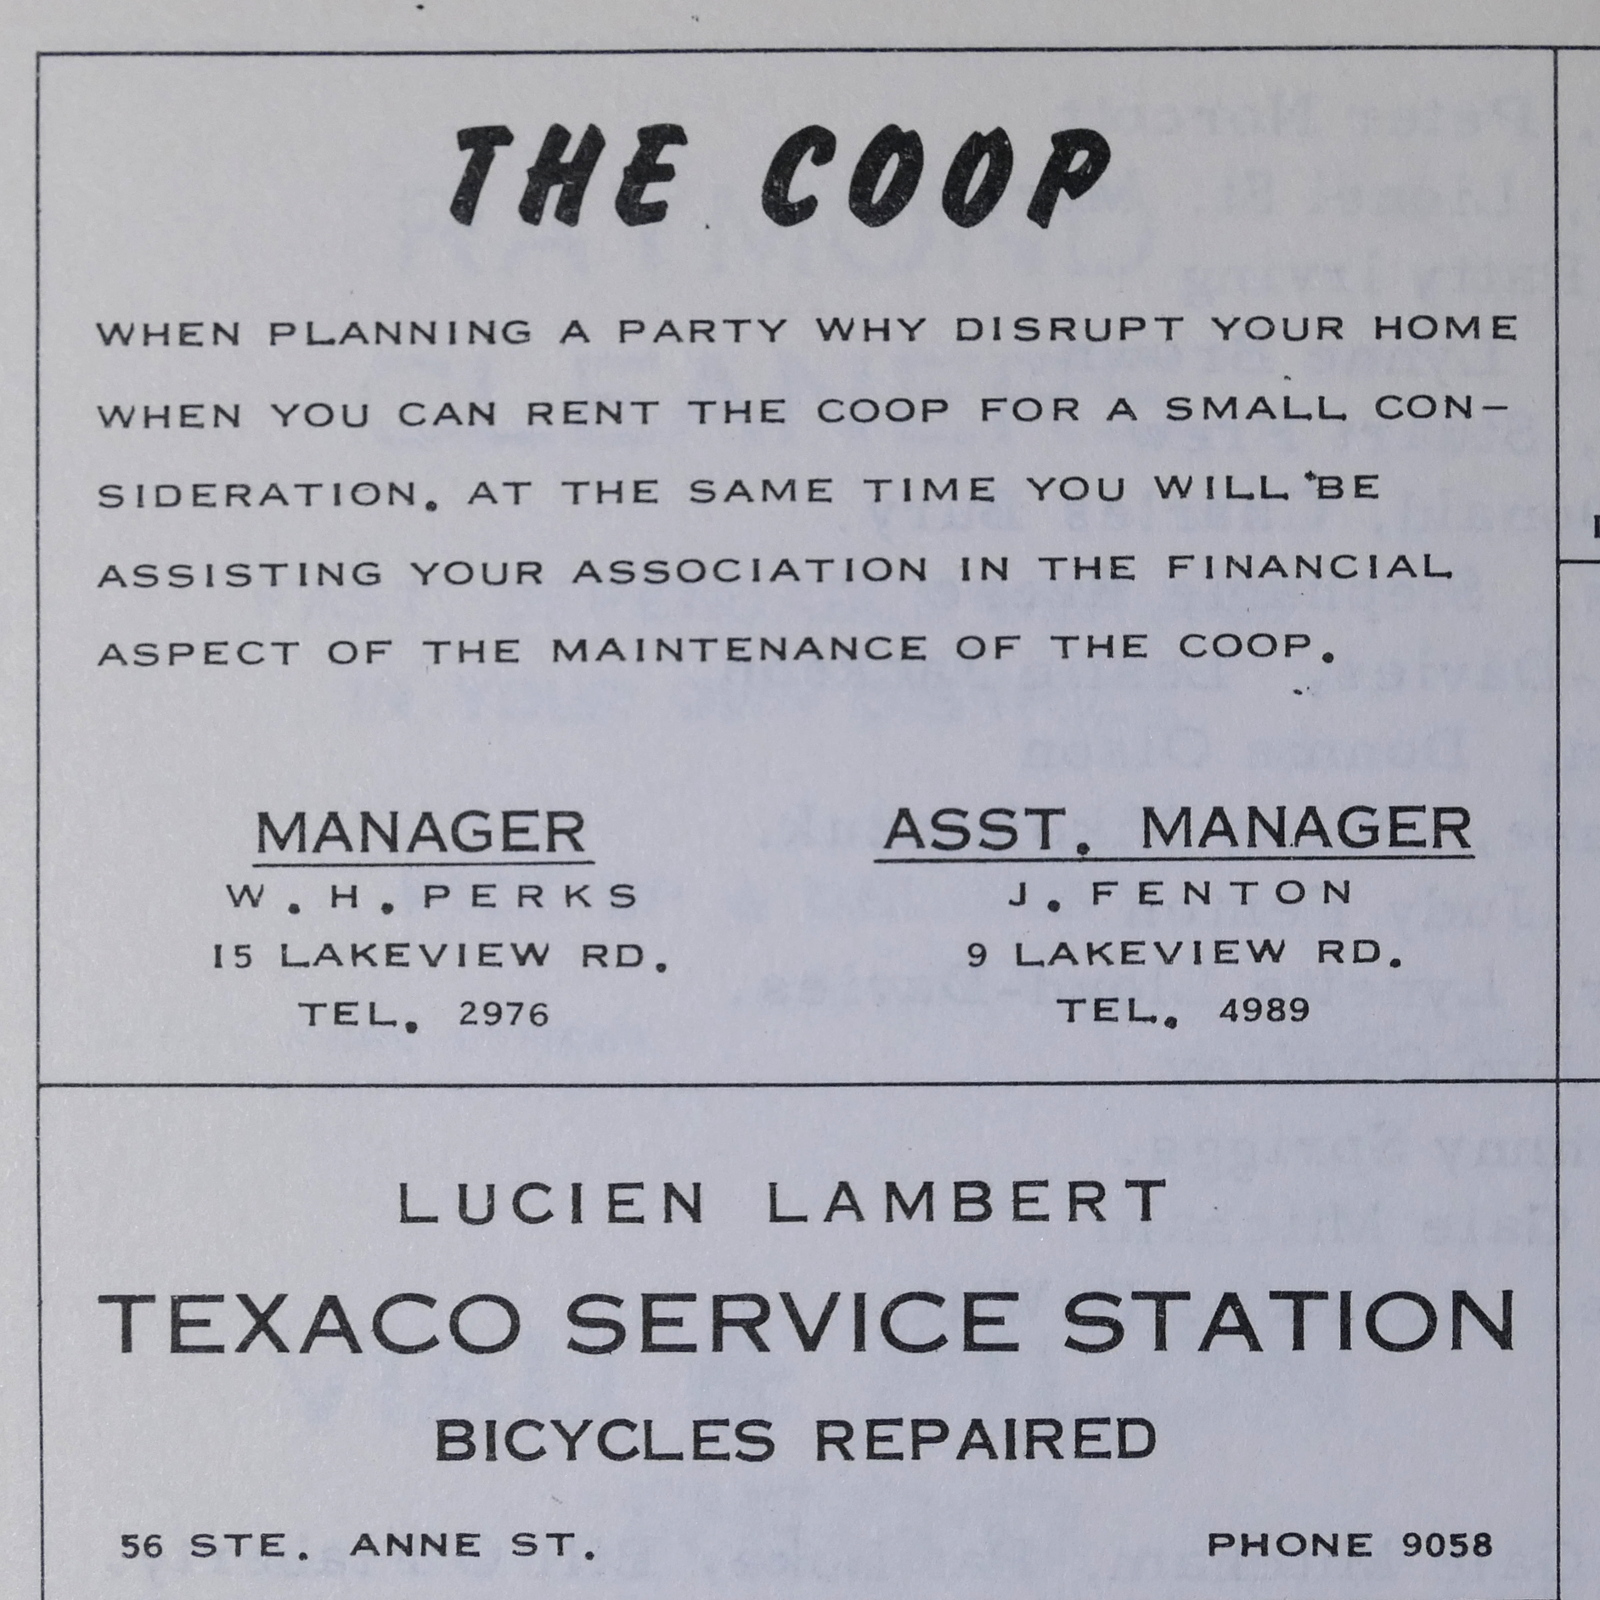 THE COOP
WHEN PLANNING A PARTY WHY DISRUPT YOUR HOME
WHEN YOU CAN RENT THE COOP FOR A SMALL CON-
SIDERATION. AT THE SAME TIME YOU WILL BE
ASSISTING YOUR ASSOCIATION IN THE FINANCIAL
ASPECT OF THE MAINTENANCE OF THE COOP.
MANAGER
W. H. PERKS
15 LAKEVIEW RD.
TEL. 2976
ASST. MANAGER
J. FENTON
9 LAKEVIEW RD.
TEL. 4989
LUCIEN LAMBERT
TEXACO SERVICE STATION
BICYCLES REPAIRED
56 STE. ANNE ST. PHONE 9058